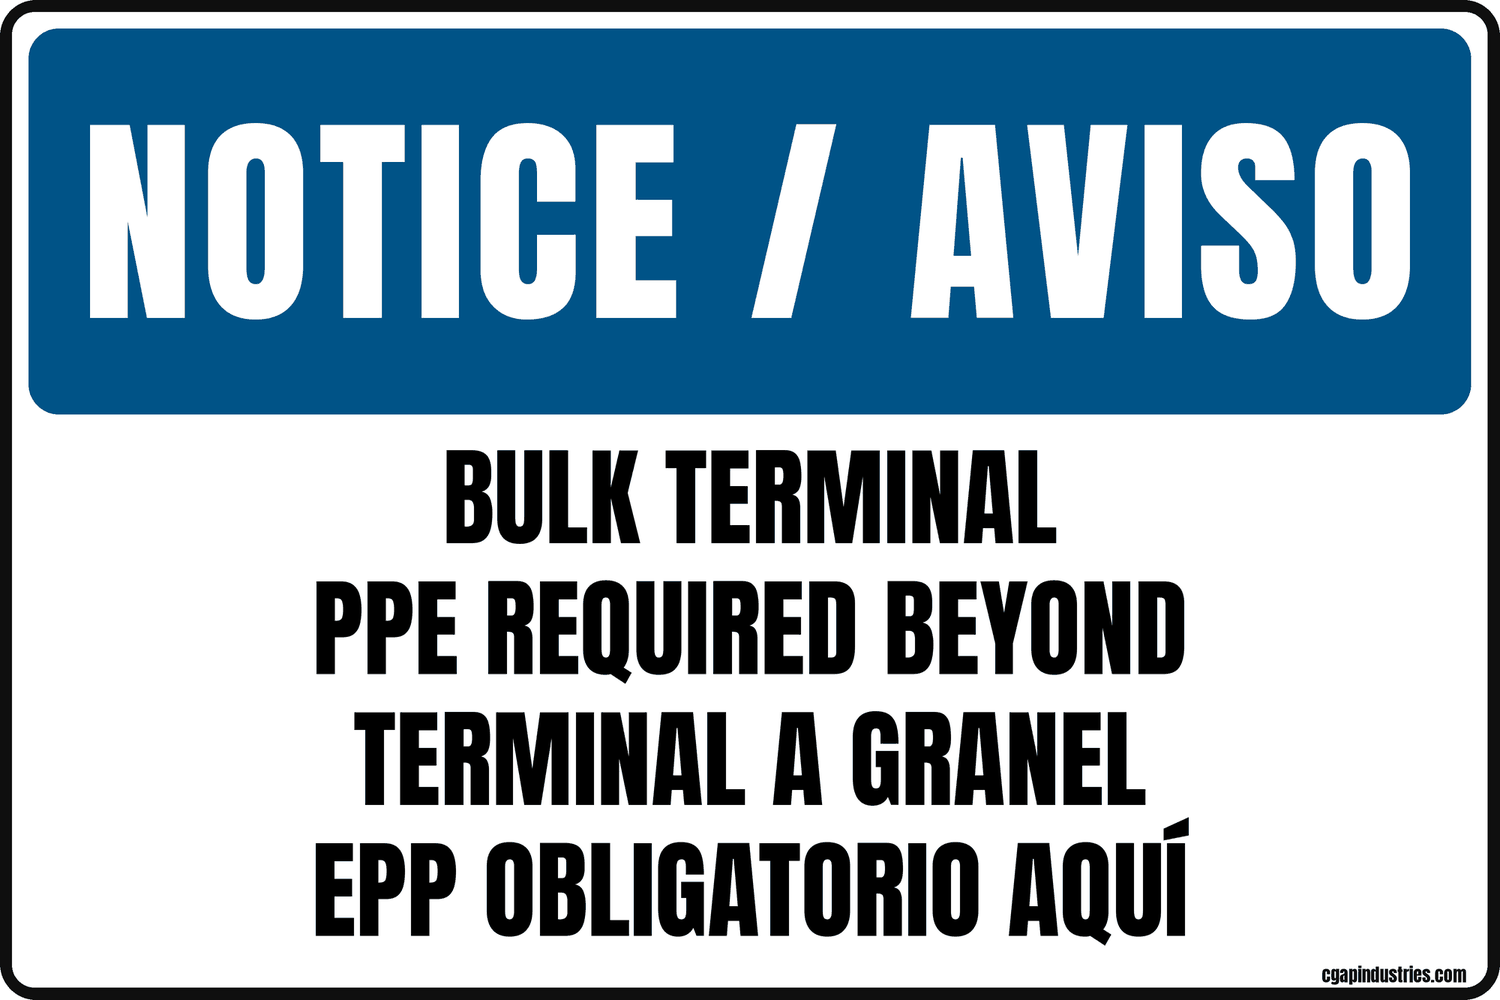 NOTICE / AVISO
BULK TERMINAL
PPE REQUIRED BEYOND
TERMINAL A GRANEL
EPP OBLIGATORIO AQUÍ
cgapindustries.com